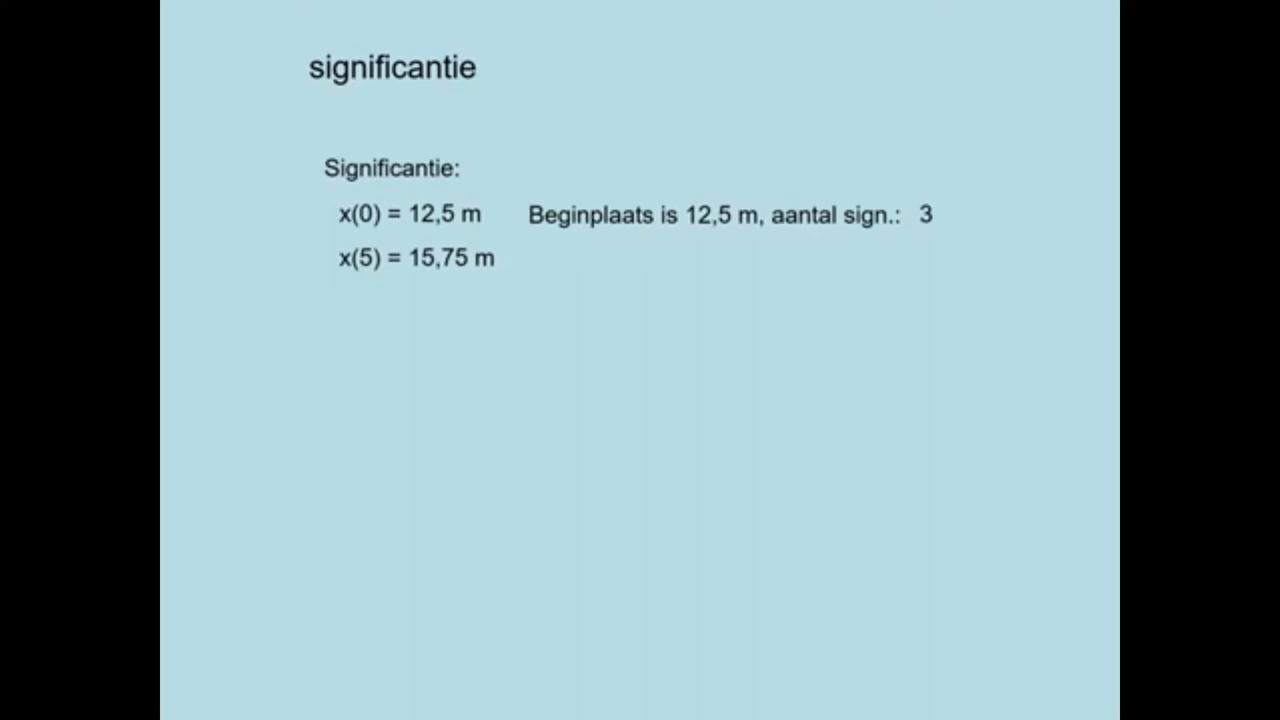 significantie
Significantie:
x(0) = 12,5 m Beginplaats is 12,5 m, aantal sign.: 3
x(5) = 15,75 m